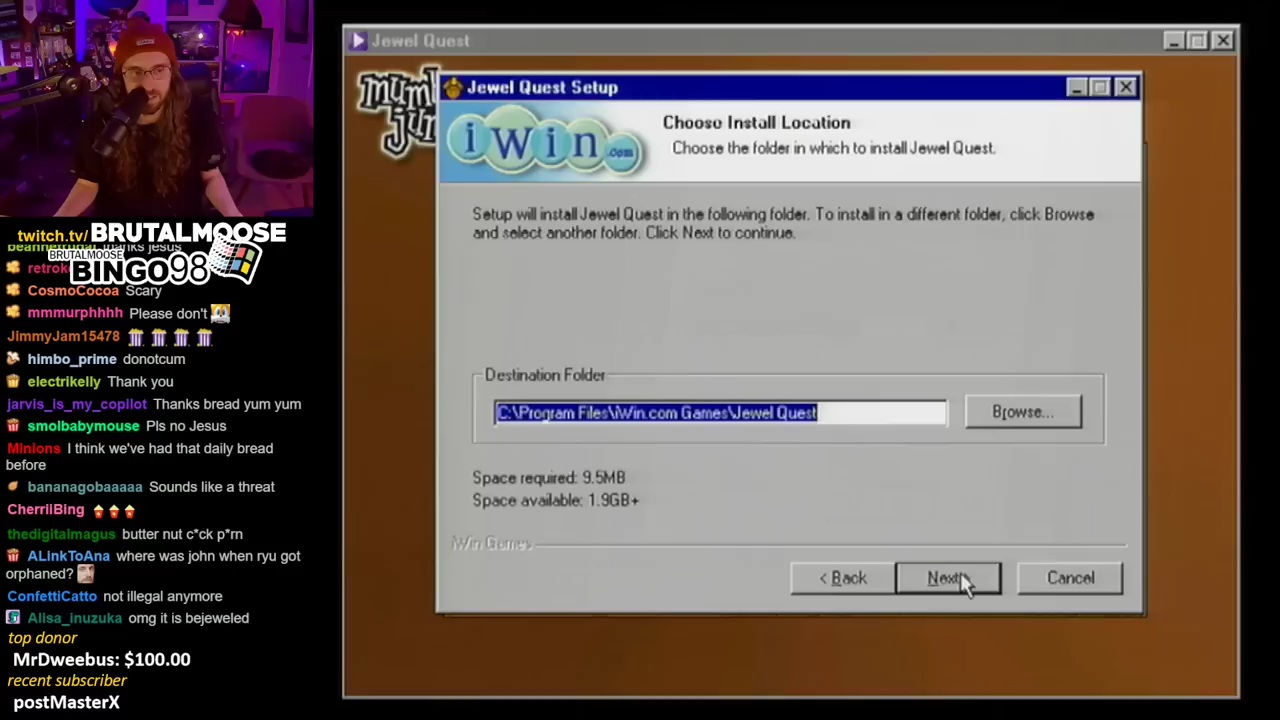 Jewel Quest
Jewel Quest Setup
iWin.com
Choose Install Location
Choose the folder in which to install Jewel Quest.
Setup will install Jewel Quest in the following folder. To install in a different folder, click Browse
and select another folder. Click Next to continue.
Destination Folder
C:\Program Files\iWin.com Games\Jewel Quest
Browse...
Space required: 9.5MB
Space available: 1.9GB+
iWin Games
< Back
Next
Cancel
twitch.tv/BRUTALMOOSE
BRUTALMOOSE
BINGO98
thanks jesus
CosmoCocoa Scary
mmmurphhhh Please don't
JimmyJam15478
himbo_prime donotcum
electrikelly Thank you
jarvis_is_my_copilot Thanks bread yum yum
smolbabymouse Pls no Jesus
Minions I think we've had that daily bread
before
bananagobaaaaa Sounds like a threat
CherriiBing
thedigitalmagus butter nut c*ck p*rn
ALinkToAna where was john when ryu got
orphaned?
ConfettiCatto not illegal anymore
Alisa_inuzuka omg it is bejeweled
top donor
MrDweebus: $100.00
recent subscriber
postMasterX